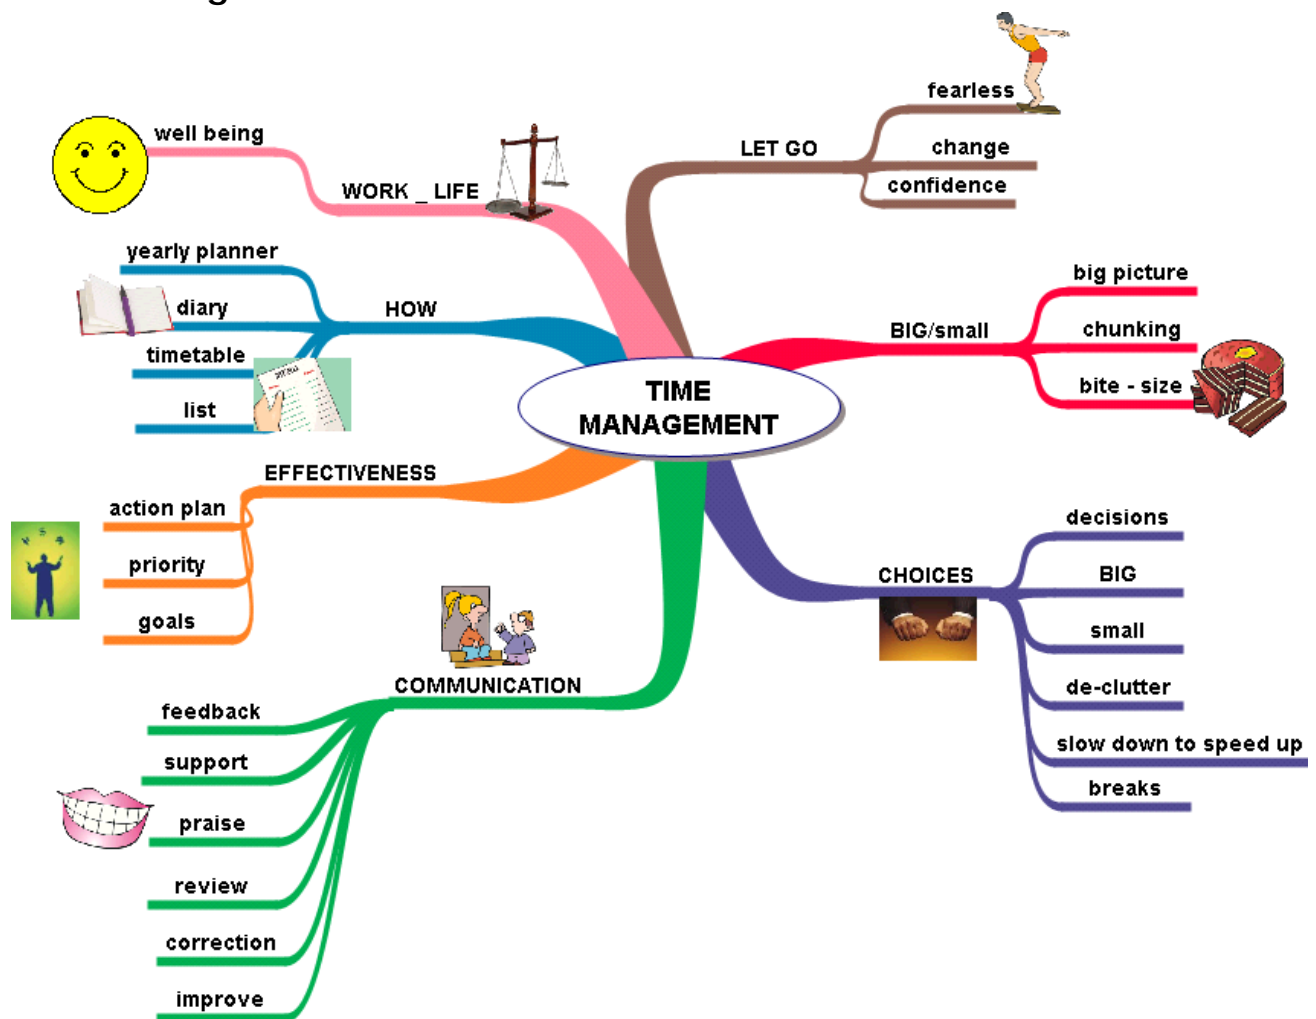 TIME
MANAGEMENT
LET GO
fearless
change
confidence
BIG/small
big picture
chunking
bite - size
CHOICES
decisions
BIG
small
de-clutter
slow down to speed up
breaks
COMMUNICATION
feedback
support
praise
review
correction
improve
EFFECTIVENESS
action plan
priority
goals
HOW
yearly planner
diary
timetable
list
MENU
WORK _ LIFE
well being